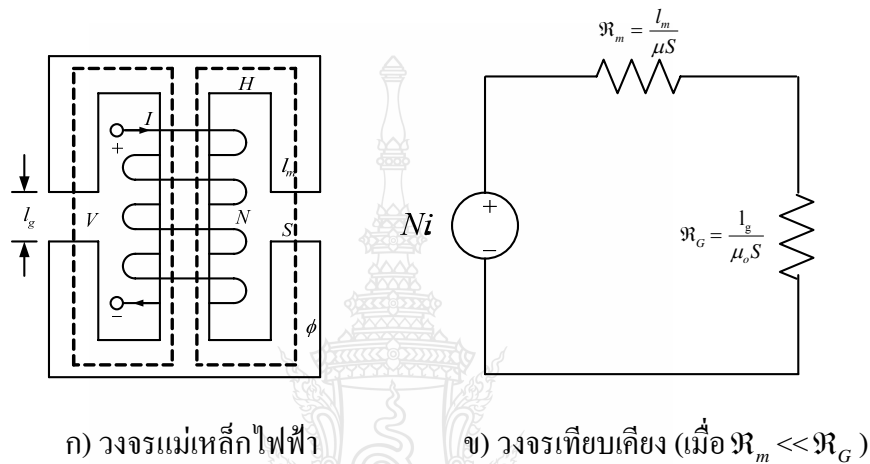 H
I
+
l_m
l_g
V
N
S
−
ϕ
ℜ_m = l_m / μS
Ni
+
−
ℜ_G = l_g / μ_o S
ก) วงจรแม่เหล็กไฟฟ้า
ข) วงจรเทียบเคียง (เมื่อ ℜ_m << ℜ_G )